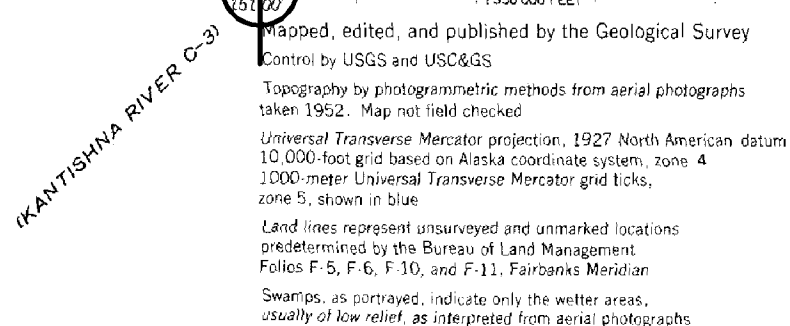 151°00'
Mapped, edited, and published by the Geological Survey
Control by USGS and USC&GS
Topography by photogrammetric methods from aerial photographs
taken 1952. Map not field checked
Universal Transverse Mercator projection, 1927 North American datum
10,000-foot grid based on Alaska coordinate system, zone 4
1000-meter Universal Transverse Mercator grid ticks,
zone 5, shown in blue
Land lines represent unsurveyed and unmarked locations
predetermined by the Bureau of Land Management
Folios F-5, F-6, F-10, and F-11, Fairbanks Meridian
Swamps, as portrayed, indicate only the wetter areas,
usually of low relief, as interpreted from aerial photographs
(KANTISHNA RIVER C-3)